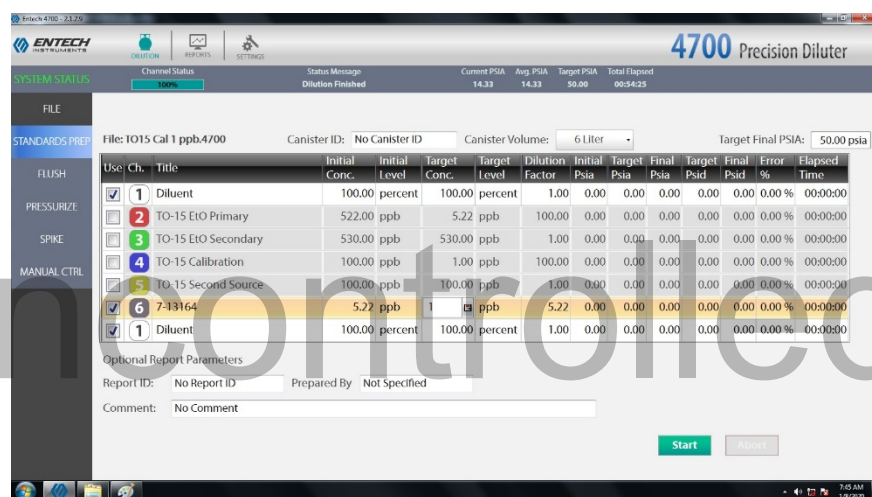 Entech 4700 - 2.1.2.9
ENTECH
INSTRUMENTS
DILUTION REPORTS SETTINGS
4700 Precision Diluter
SYSTEM STATUS
Channel Status Status Message Current PSIA Avg. PSIA Target PSIA Total Elapsed
100% Dilution Finished 14.33 14.33 50.00 00:54:25
FILE
STANDARDS PREP
FLUSH
PRESSURIZE
SPIKE
MANUAL CTRL
File: TO15 Cal 1 ppb.4700 Canister ID: No Canister ID Canister Volume: 6 Liter Target Final PSIA: 50.00 psia
Use Ch. Title Initial Conc. Initial Level Target Conc. Target Level Dilution Factor Initial Psia Target Psia Final Psia Target Psid Final Psid Error % Elapsed Time
1 Diluent 100.00 percent 100.00 percent 1.00 0.00 0.00 0.00 0.00 0.00 0.00 % 00:00:00
2 TO-15 EtO Primary 522.00 ppb 5.22 ppb 100.00 0.00 0.00 0.00 0.00 0.00 0.00 % 00:00:00
3 TO-15 EtO Secondary 530.00 ppb 530.00 ppb 1.00 0.00 0.00 0.00 0.00 0.00 0.00 % 00:00:00
4 TO-15 Calibration 100.00 ppb 1.00 ppb 100.00 0.00 0.00 0.00 0.00 0.00 0.00 % 00:00:00
5 TO-15 Second Source 100.00 ppb 100.00 ppb 1.00 0.00 0.00 0.00 0.00 0.00 0.00 % 00:00:00
6 7-13164 5.22 ppb 1 ppb 5.22 0.00 0.00 0.00 0.00 0.00 0.00 % 00:00:00
1 Diluent 100.00 percent 100.00 percent 1.00 0.00 0.00 0.00 0.00 0.00 0.00 % 00:00:00
Optional Report Parameters
Report ID: No Report ID Prepared By Not Specified
Comment: No Comment
Start Abort
7:45 AM